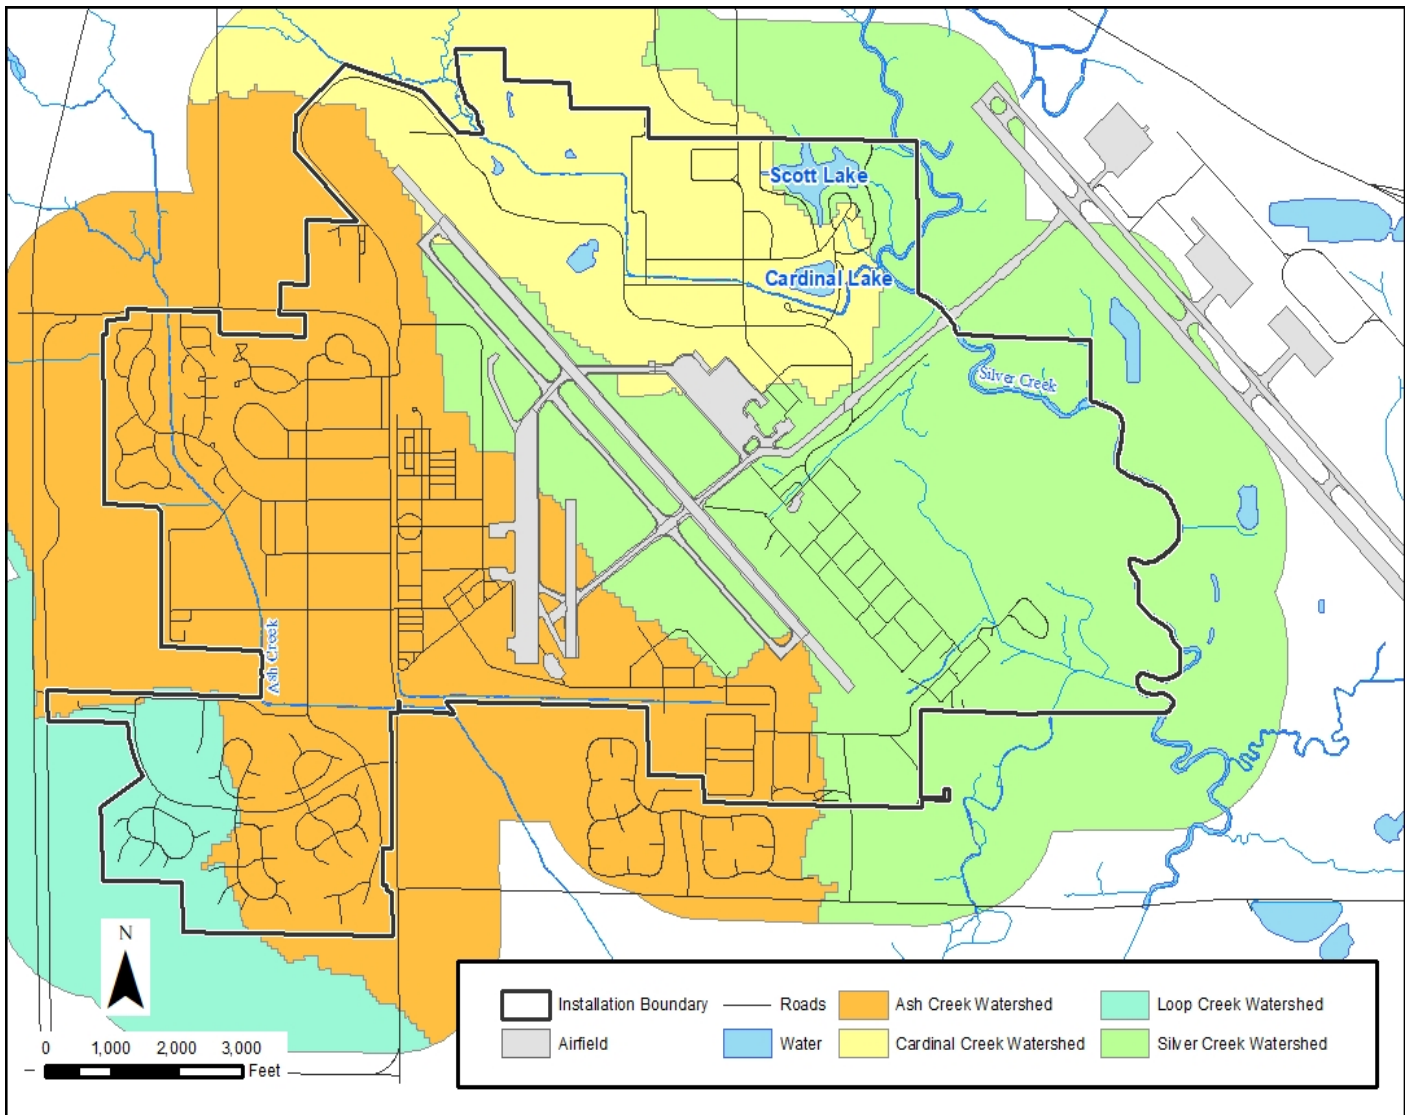 Scott Lake
Cardinal Lake
Silver Creek
Ash Creek
N
0 1,000 2,000 3,000
Feet
Installation Boundary
Roads
Ash Creek Watershed
Loop Creek Watershed
Airfield
Water
Cardinal Creek Watershed
Silver Creek Watershed